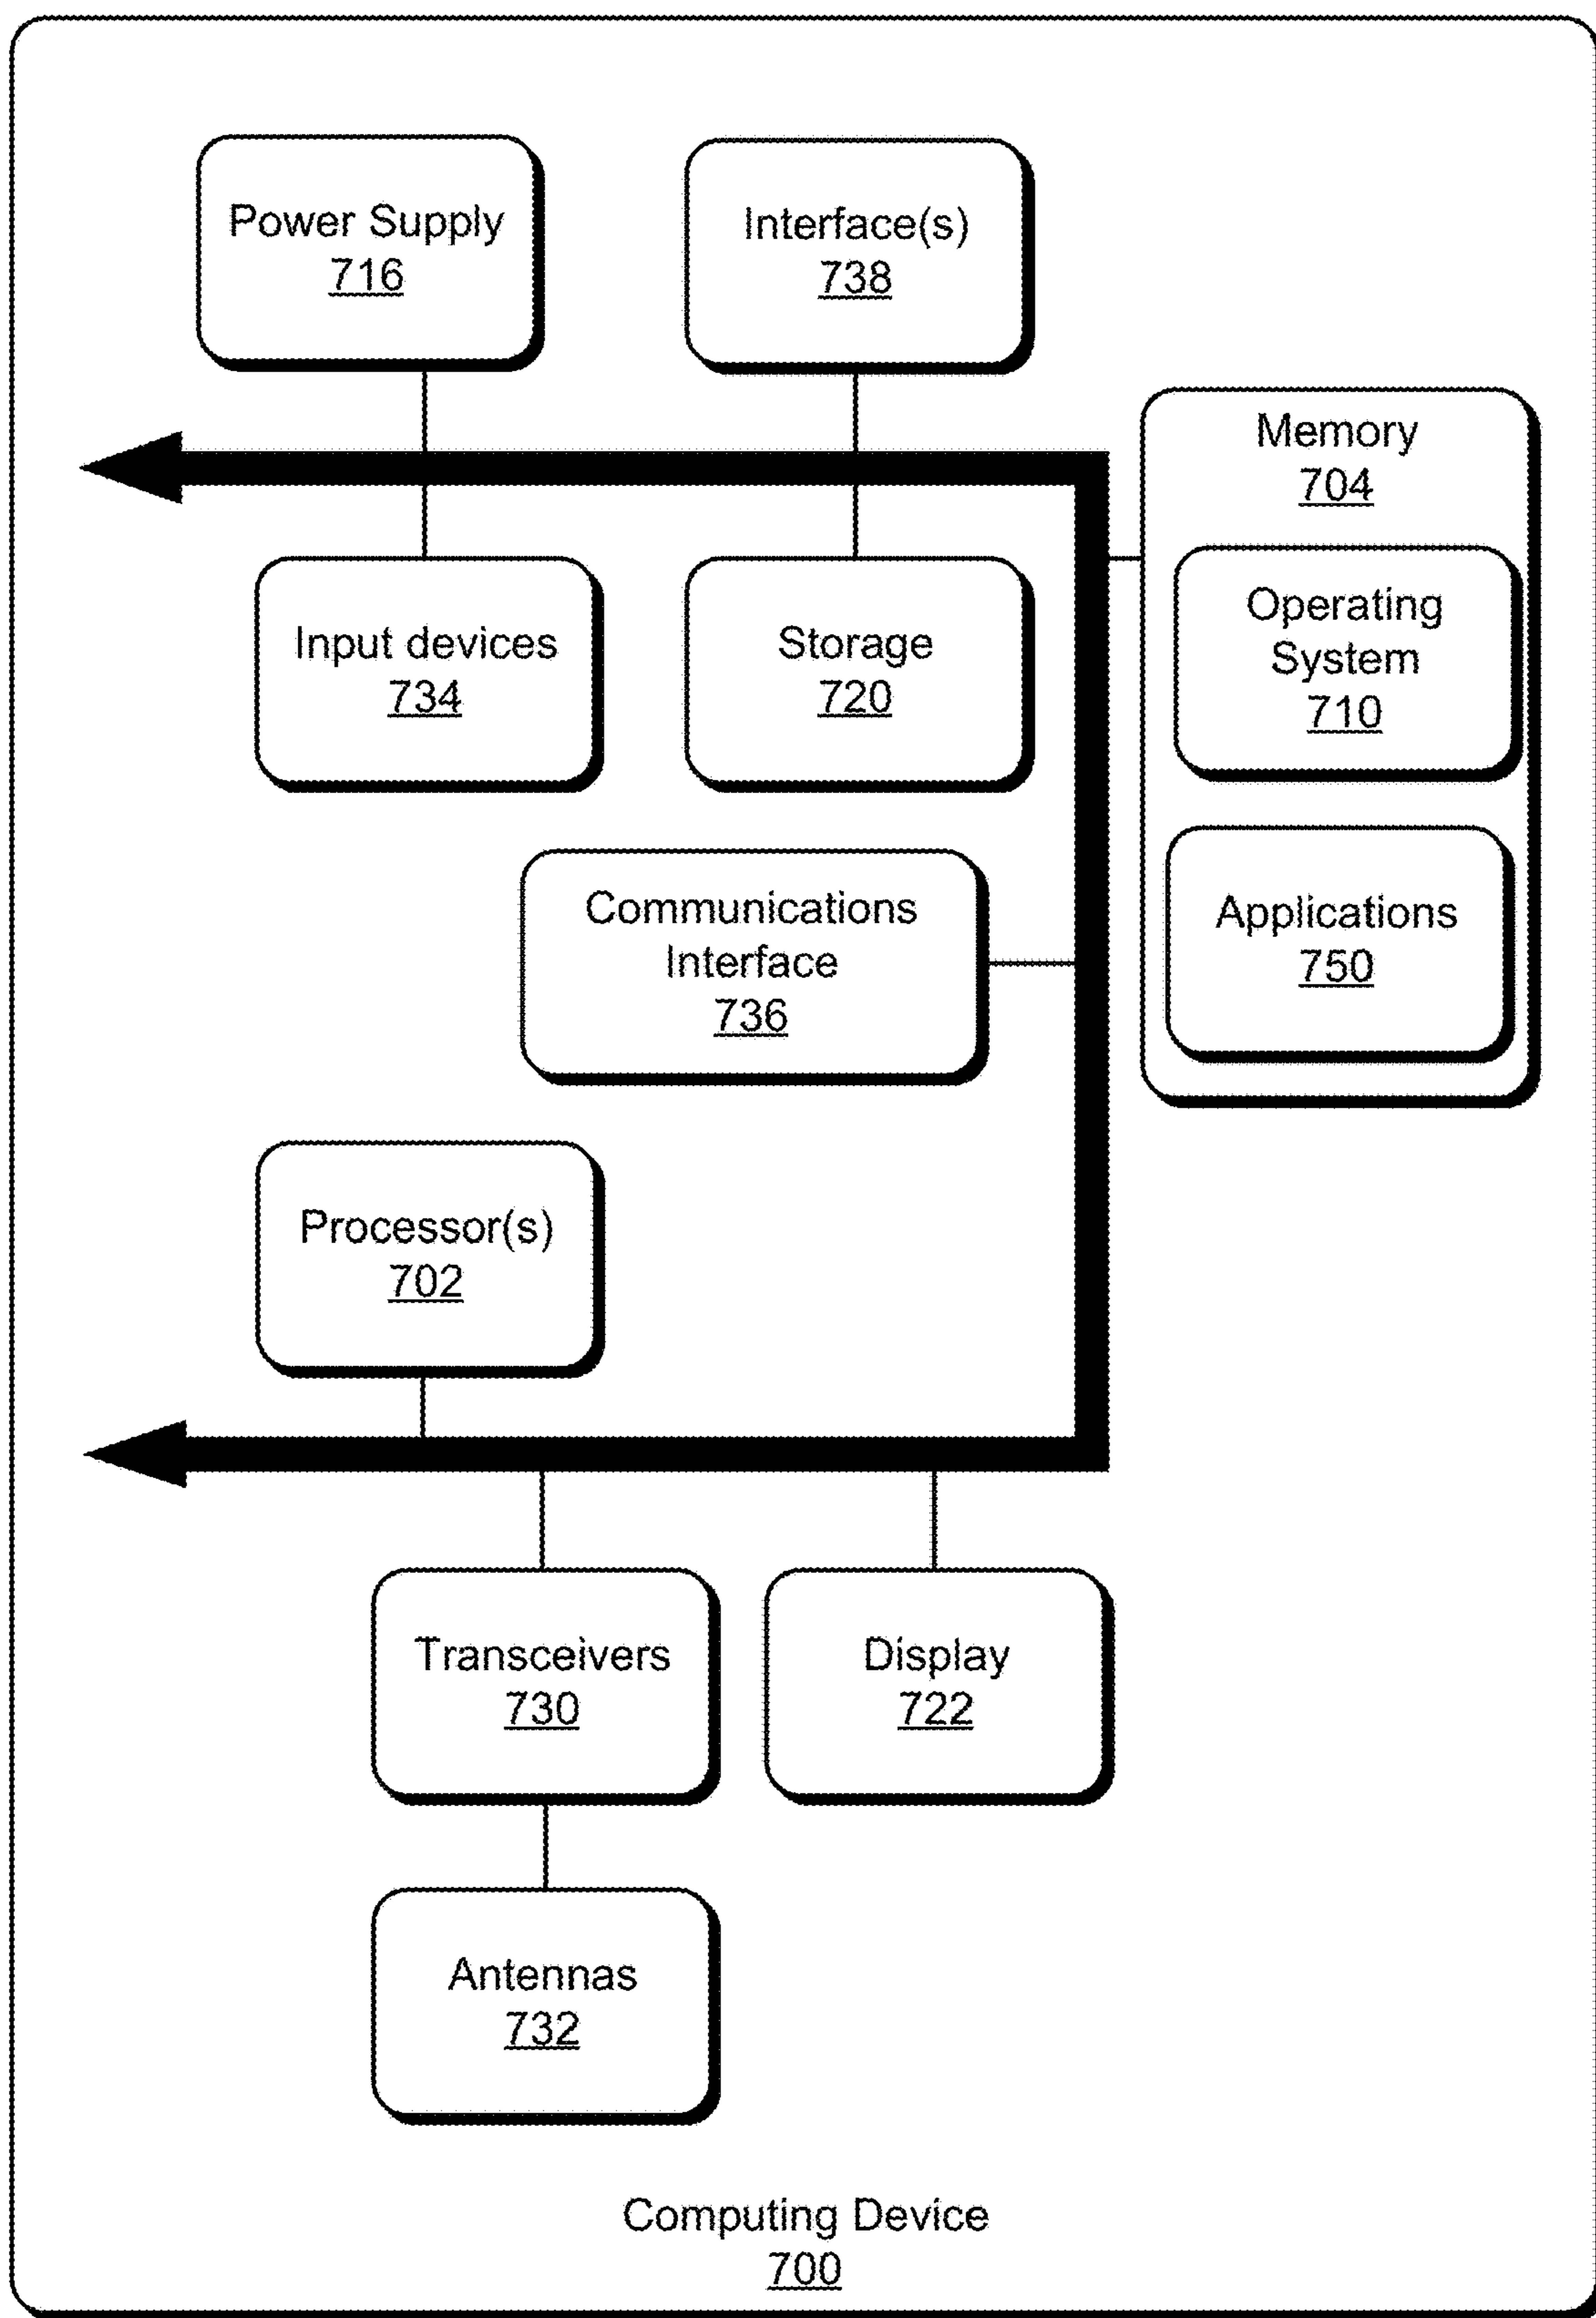 Power Supply
716
Interface(s)
738
Memory
704
Operating
System
710
Applications
750
Input devices
734
Storage
720
Communications
Interface
736
Processor(s)
702
Transceivers
730
Display
722
Antennas
732
Computing Device
700